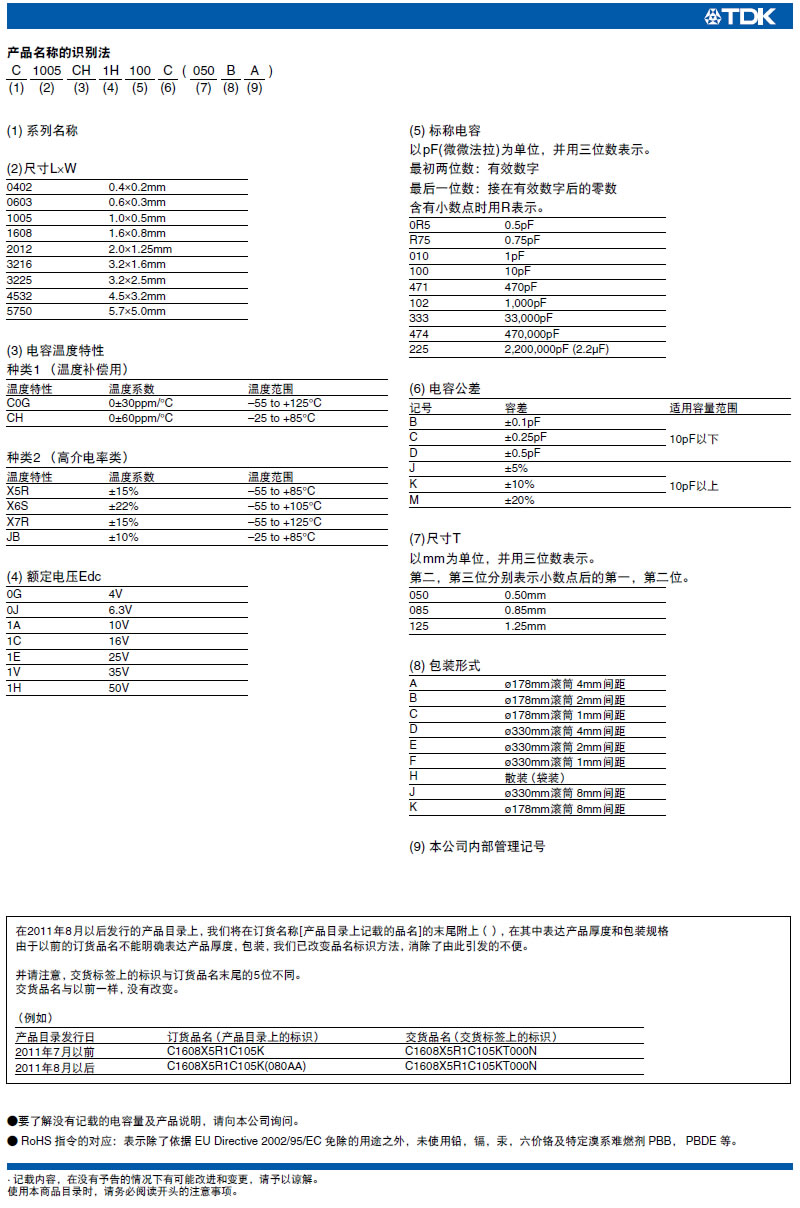 TDK
产品名称的识别法
C 1005 CH 1H 100 C ( 050 B A )
(1) (2) (3) (4) (5) (6) (7) (8) (9)
(1) 系列名称
(2)尺寸L×W
0402 0.4×0.2mm
0603 0.6×0.3mm
1005 1.0×0.5mm
1608 1.6×0.8mm
2012 2.0×1.25mm
3216 3.2×1.6mm
3225 3.2×2.5mm
4532 4.5×3.2mm
5750 5.7×5.0mm
(3) 电容温度特性
种类1 （温度补偿用）
温度特性 温度系数 温度范围
C0G 0±30ppm/°C –55 to +125°C
CH 0±60ppm/°C –25 to +85°C
种类2 （高介电率类）
温度特性 温度系数 温度范围
X5R ±15% –55 to +85°C
X6S ±22% –55 to +105°C
X7R ±15% –55 to +125°C
JB ±10% –25 to +85°C
(4) 额定电压Edc
0G 4V
0J 6.3V
1A 10V
1C 16V
1E 25V
1V 35V
1H 50V
(5) 标称电容
以pF(微微法拉)为单位，并用三位数表示。
最初两位数：有效数字
最后一位数：接在有效数字后的零数
含有小数点时用R表示。
0R5 0.5pF
R75 0.75pF
010 1pF
100 10pF
471 470pF
102 1,000pF
333 33,000pF
474 470,000pF
225 2,200,000pF (2.2μF)
(6) 电容公差
记号 容差 适用容量范围
B ±0.1pF
C ±0.25pF 10pF以下
D ±0.5pF
J ±5%
K ±10% 10pF以上
M ±20%
(7)尺寸T
以mm为单位，并用三位数表示。
第二，第三位分别表示小数点后的第一，第二位。
050 0.50mm
085 0.85mm
125 1.25mm
(8) 包装形式
A ø178mm滚筒 4mm间距
B ø178mm滚筒 2mm间距
C ø178mm滚筒 1mm间距
D ø330mm滚筒 4mm间距
E ø330mm滚筒 2mm间距
F ø330mm滚筒 1mm间距
H 散装（袋装）
J ø330mm滚筒 8mm间距
K ø178mm滚筒 8mm间距
(9) 本公司内部管理记号
在2011年8月以后发行的产品目录上，我们将在订货名称[产品目录上记载的品名]的末尾附上（ ），在其中表达产品厚度和包装规格
由于以前的订货品名不能明确表达产品厚度，包装，我们已改变品名标识方法，消除了由此引发的不便。
并请注意，交货标签上的标识与订货品名末尾的5位不同。
交货品名与以前一样，没有改变。
（例如）
产品目录发行日 订货品名（产品目录上的标识） 交货品名（交货标签上的标识）
2011年7月以前 C1608X5R1C105K C1608X5R1C105KT000N
2011年8月以后 C1608X5R1C105K(080AA) C1608X5R1C105KT000N
●要了解没有记载的电容量及产品说明，请向本公司询问。
● RoHS 指令的对应：表示除了依据 EU Directive 2002/95/EC 免除的用途之外，未使用铅，镉，汞，六价铬及特定溴系难燃剂 PBB， PBDE 等。
· 记载内容，在没有予告的情况下有可能改进和变更，请予以谅解。
使用本商品目录时，请务必阅读开头的注意事项。